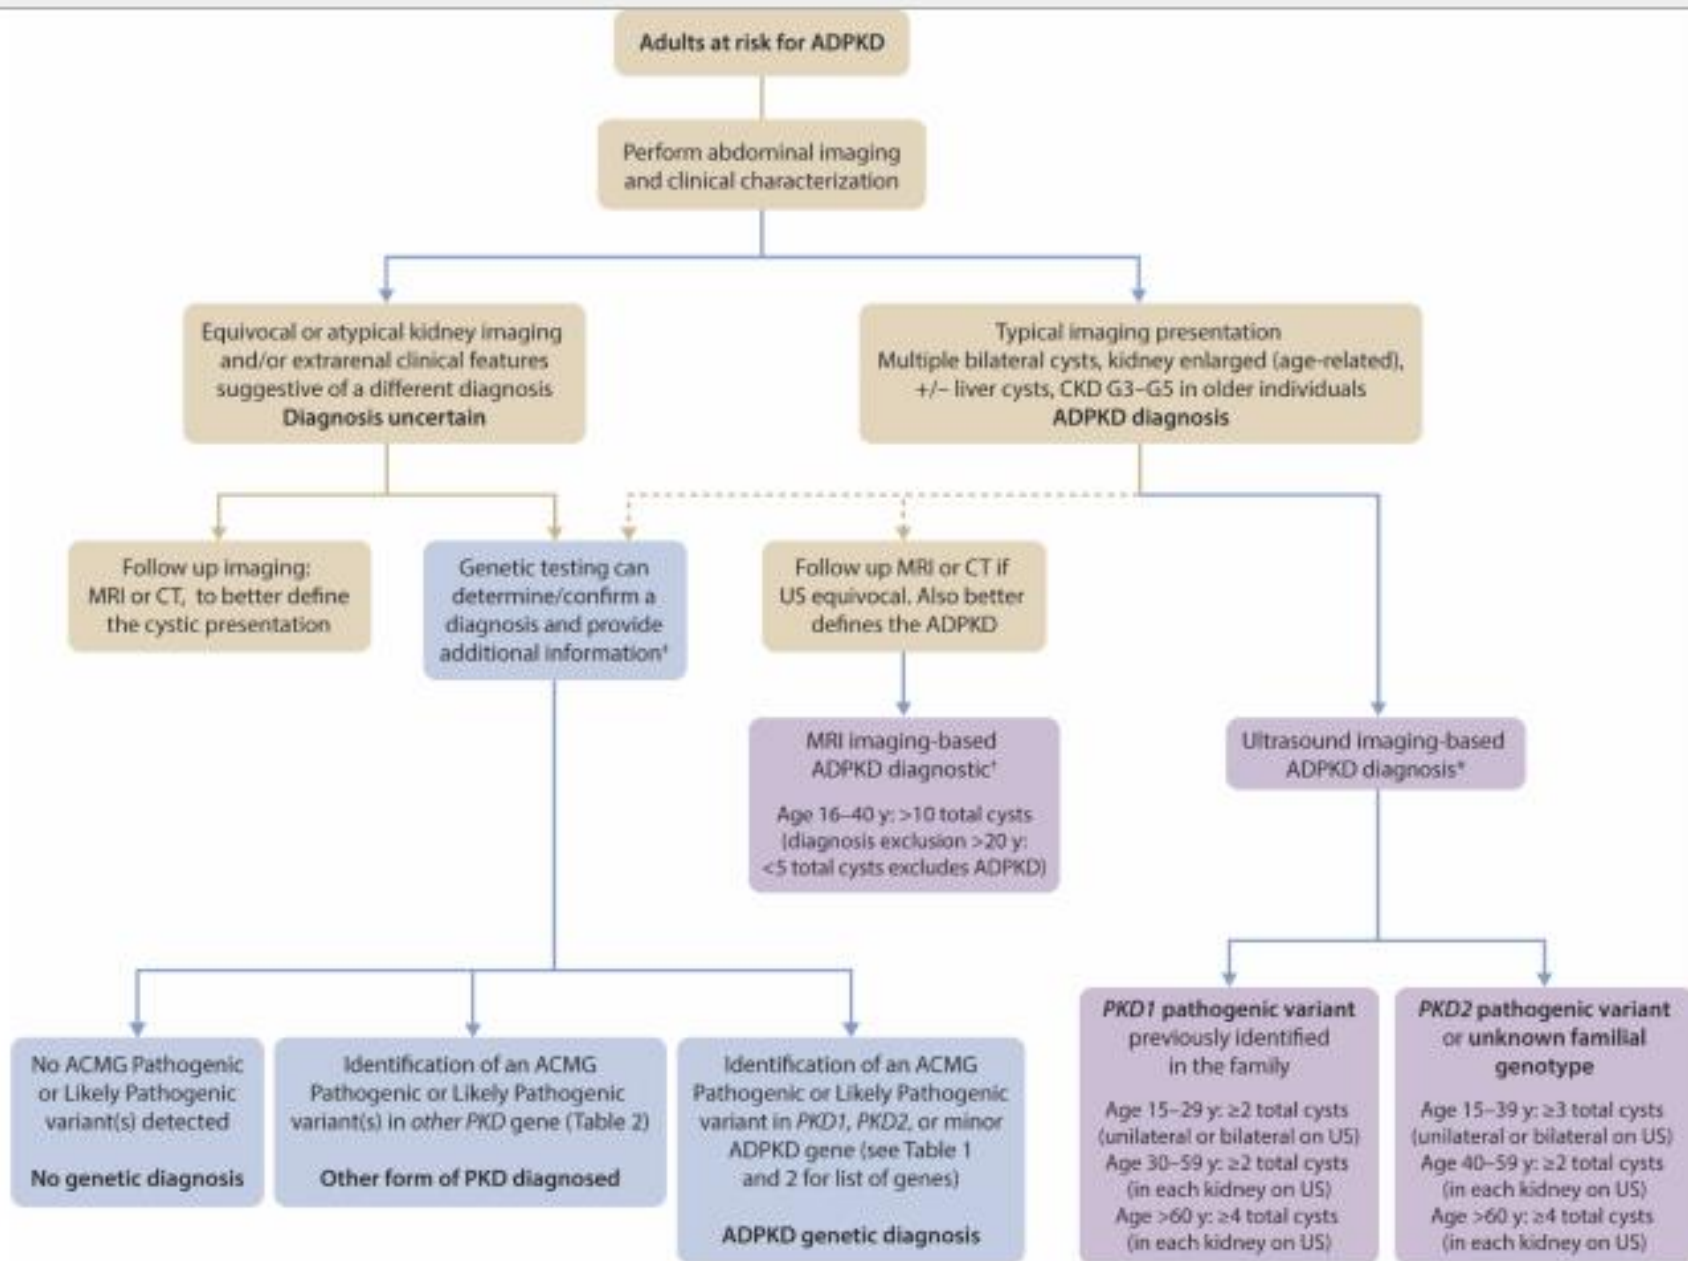 Adults at risk for ADPKD
Perform abdominal imaging
and clinical characterization
Equivocal or atypical kidney imaging
and/or extrarenal clinical features
suggestive of a different diagnosis
Diagnosis uncertain
Typical imaging presentation
Multiple bilateral cysts, kidney enlarged (age-related),
+/– liver cysts, CKD G3–G5 in older individuals
ADPKD diagnosis
Follow up imaging:
MRI or CT, to better define
the cystic presentation
Genetic testing can
determine/confirm a
diagnosis and provide
additional information‡
Follow up MRI or CT if
US equivocal. Also better
defines the ADPKD
MRI imaging-based
ADPKD diagnostic†
Age 16–40 y: >10 total cysts
(diagnosis exclusion >20 y:
<5 total cysts excludes ADPKD)
Ultrasound imaging-based
ADPKD diagnosis*
No ACMG Pathogenic
or Likely Pathogenic
variant(s) detected
No genetic diagnosis
Identification of an ACMG
Pathogenic or Likely Pathogenic
variant(s) in other PKD gene (Table 2)
Other form of PKD diagnosed
Identification of an ACMG
Pathogenic or Likely Pathogenic
variant in PKD1, PKD2, or minor
ADPKD gene (see Table 1
and 2 for list of genes)
ADPKD genetic diagnosis
PKD1 pathogenic variant
previously identified
in the family
Age 15–29 y: ≥2 total cysts
(unilateral or bilateral on US)
Age 30–59 y: ≥2 total cysts
(in each kidney on US)
Age >60 y: ≥4 total cysts
(in each kidney on US)
PKD2 pathogenic variant
or unknown familial
genotype
Age 15–39 y: ≥3 total cysts
(unilateral or bilateral on US)
Age 40–59 y: ≥2 total cysts
(in each kidney on US)
Age >60 y: ≥4 total cysts
(in each kidney on US)